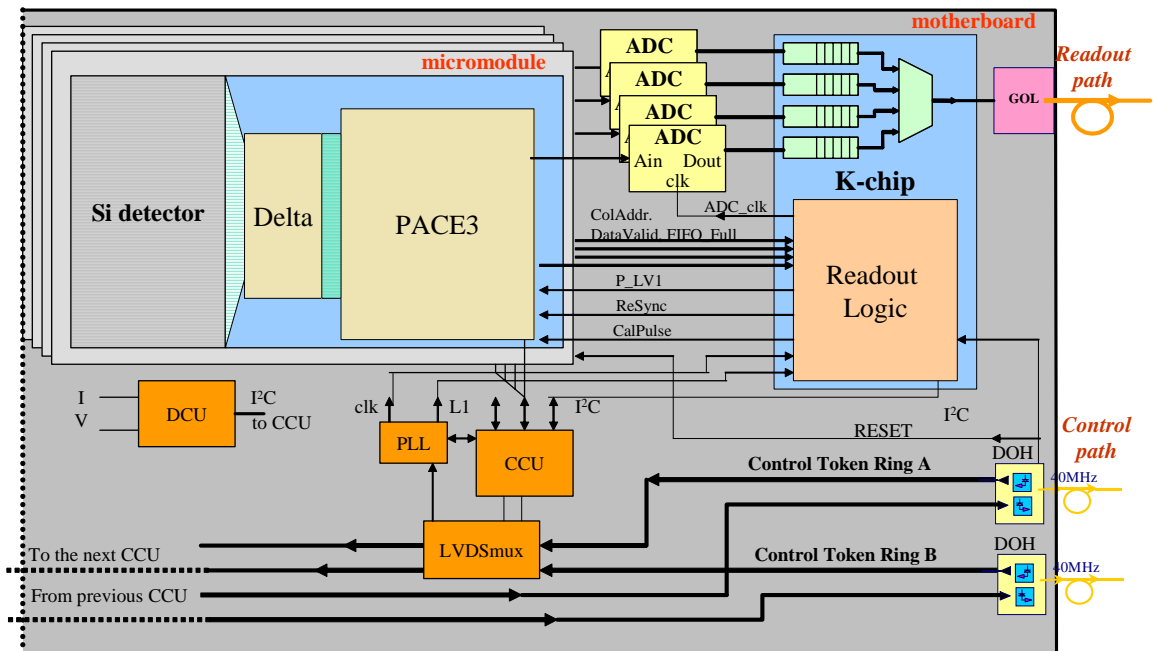 motherboard
micromodule
Si detector
Delta
PACE3
ADC
ADC
ADC
A
ADC
Ain Dout
clk
K-chip
GOL
Readout
path
ADC_clk
ColAddr.
DataValid, FIFO_Full
P_LV1
ReSync
CalPulse
Readout
Logic
I
V
DCU
I²C
to CCU
clk
L1
I²C
I²C
PLL
CCU
RESET
LVDSmux
Control Token Ring A
Control Token Ring B
DOH
40MHz
Control
path
DOH
40MHz
To the next CCU
From previous CCU